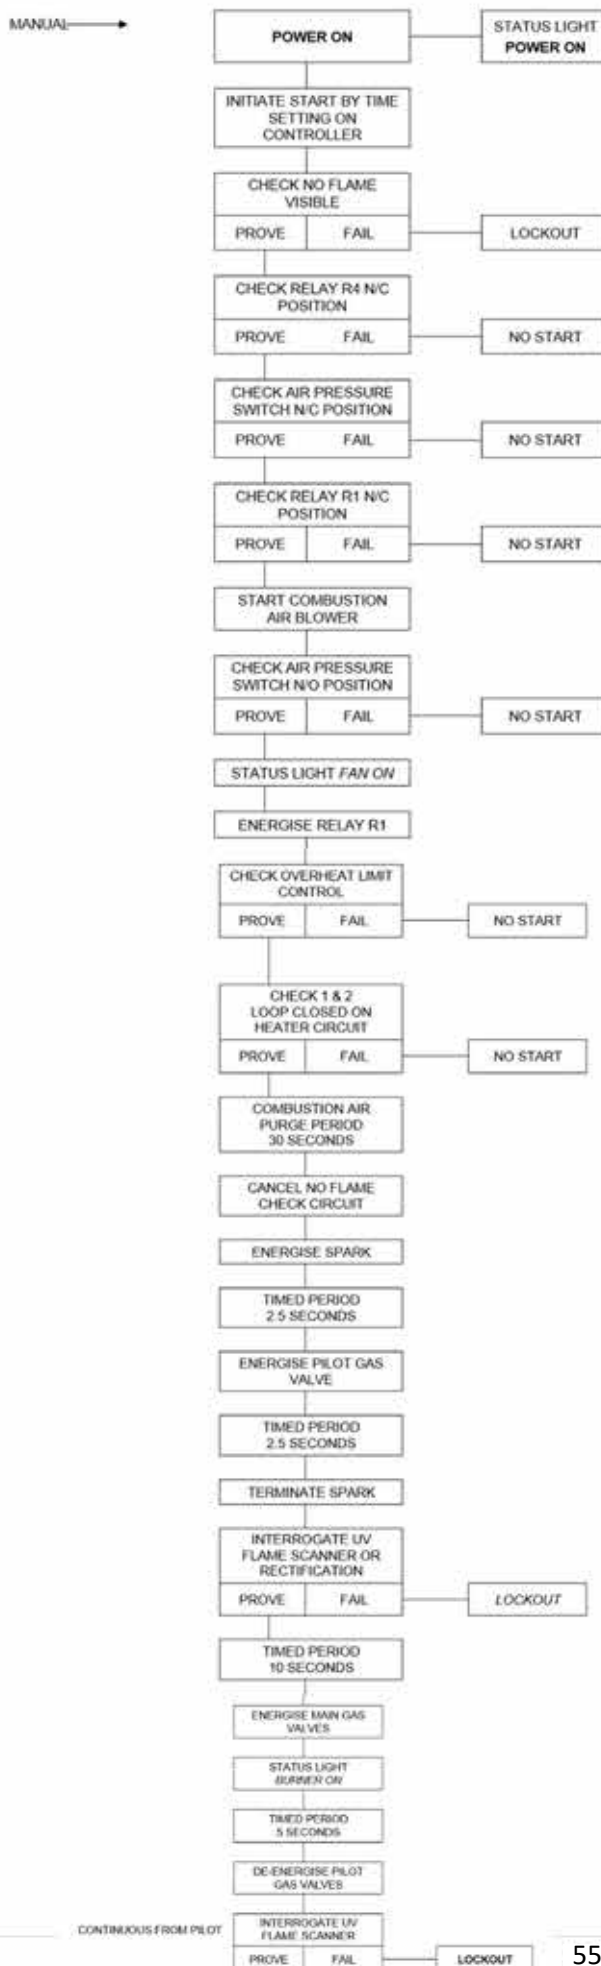 MANUAL
POWER ON
STATUS LIGHT
POWER ON
INITIATE START BY TIME
SETTING ON
CONTROLLER
CHECK NO FLAME
VISIBLE
PROVE FAIL
LOCKOUT
CHECK RELAY R4 N/C
POSITION
PROVE FAIL
NO START
CHECK AIR PRESSURE
SWITCH N/C POSITION
PROVE FAIL
NO START
CHECK RELAY R1 N/C
POSITION
PROVE FAIL
NO START
START COMBUSTION
AIR BLOWER
CHECK AIR PRESSURE
SWITCH N/O POSITION
PROVE FAIL
NO START
STATUS LIGHT FAN ON
ENERGISE RELAY R1
CHECK OVERHEAT LIMIT
CONTROL
PROVE FAIL
NO START
CHECK 1 & 2
LOOP CLOSED ON
HEATER CIRCUIT
PROVE FAIL
NO START
COMBUSTION AIR
PURGE PERIOD
30 SECONDS
CANCEL NO FLAME
CHECK CIRCUIT
ENERGISE SPARK
TIMED PERIOD
2.5 SECONDS
ENERGISE PILOT GAS
VALVE
TIMED PERIOD
2.5 SECONDS
TERMINATE SPARK
INTERROGATE UV
FLAME SCANNER OR
RECTIFICATION
PROVE FAIL
LOCKOUT
TIMED PERIOD
10 SECONDS
ENERGISE MAIN GAS
VALVES
STATUS LIGHT
BURNER ON
TIMED PERIOD
5 SECONDS
DE-ENERGISE PILOT
GAS VALVES
CONTINUOUS FROM PILOT
INTERROGATE UV
FLAME SCANNER
PROVE FAIL
LOCKOUT
55